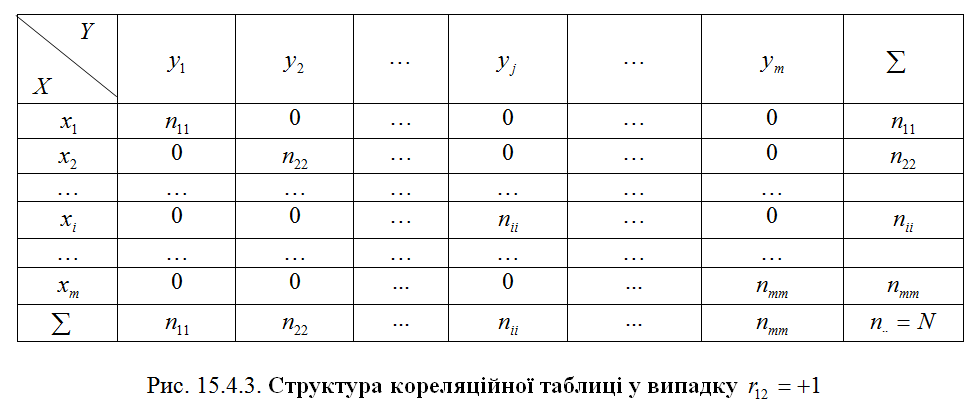 Y
X
y₁ y₂ … yⱼ … yₘ ∑
x₁ n₁₁ 0 … 0 … 0 n₁₁
x₂ 0 n₂₂ … 0 … 0 n₂₂
… … … … … … …
xᵢ 0 0 … nᵢᵢ … 0 nᵢᵢ
… … … … … … …
xₘ 0 0 ... 0 ... nₘₘ nₘₘ
∑ n₁₁ n₂₂ ... nᵢᵢ ... nₘₘ n.. = N
Рис. 15.4.3. Структура кореляційної таблиці у випадку r₁₂ = +1